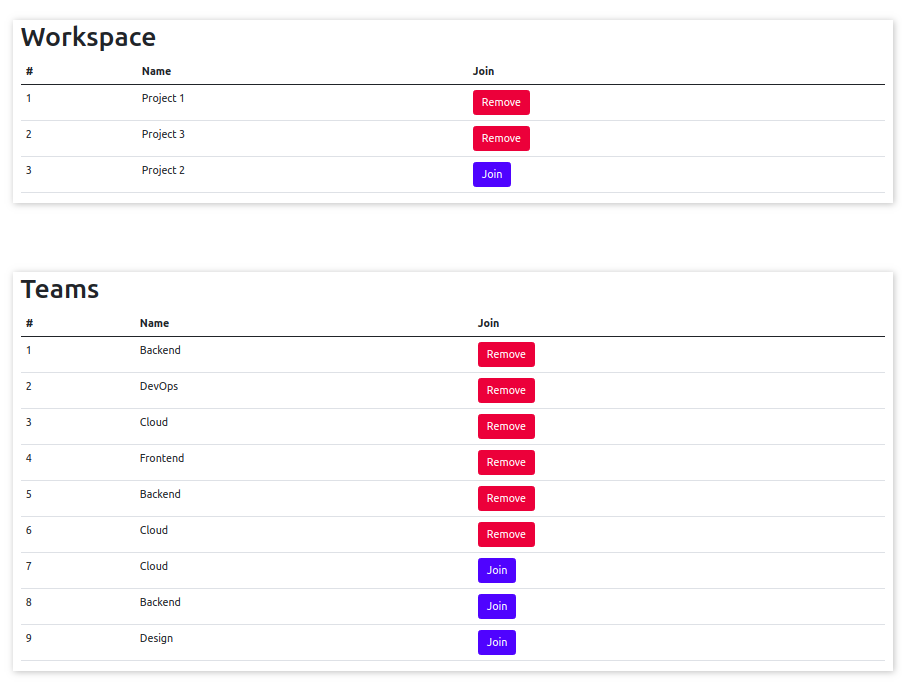 Workspace
# Name Join
1 Project 1 Remove
2 Project 3 Remove
3 Project 2 Join
Teams
# Name Join
1 Backend Remove
2 DevOps Remove
3 Cloud Remove
4 Frontend Remove
5 Backend Remove
6 Cloud Remove
7 Cloud Join
8 Backend Join
9 Design Join